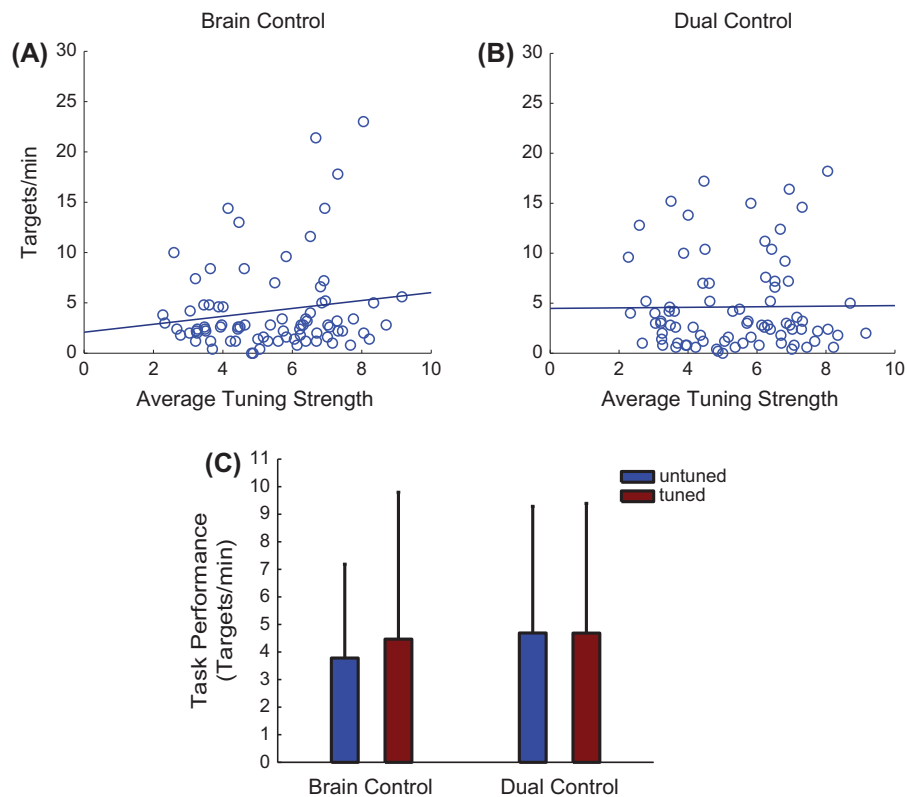 Brain Control
Dual Control
(A)
30
25
20
15
10
5
0
Targets/min
0 2 4 6 8 10
Average Tuning Strength
(B)
30
25
20
15
10
5
0
0 2 4 6 8 10
Average Tuning Strength
(C)
11
10
9
8
7
6
5
4
3
2
1
0
Task Performance
(Targets/min)
untuned
tuned
Brain Control
Dual Control